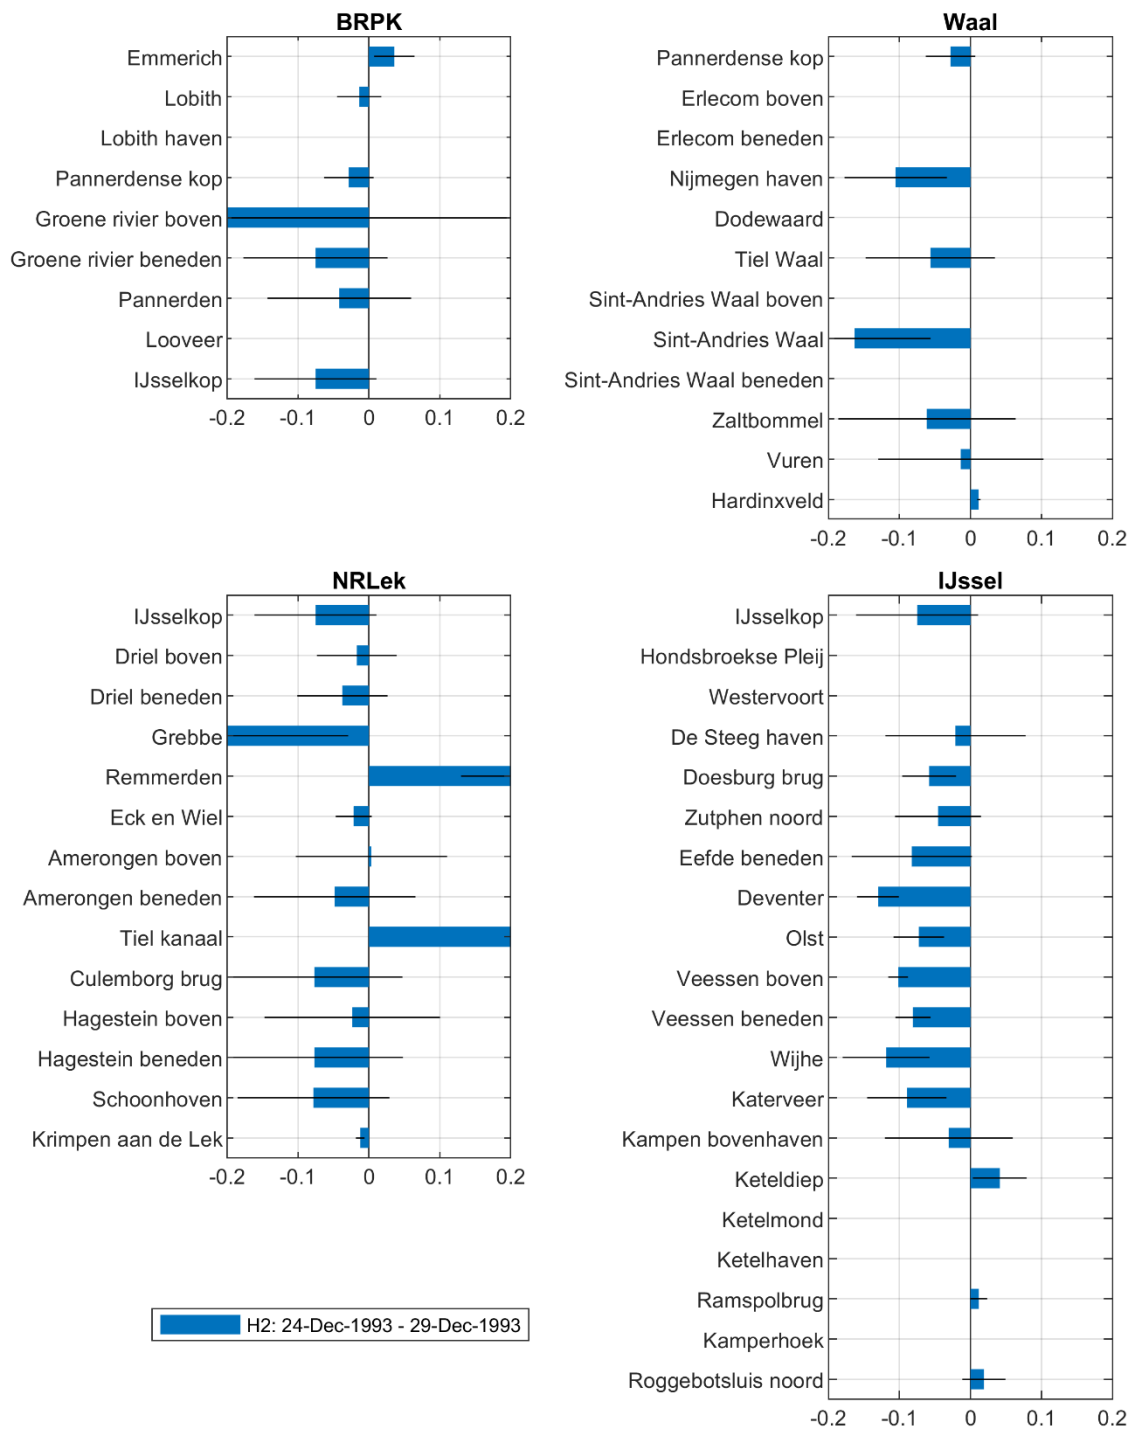 BRPK
Emmerich
Lobith
Lobith haven
Pannerdense kop
Groene rivier boven
Groene rivier beneden
Pannerden
Looveer
IJsselkop
-0.2 -0.1 0 0.1 0.2
Waal
Pannerdense kop
Erlecom boven
Erlecom beneden
Nijmegen haven
Dodewaard
Tiel Waal
Sint-Andries Waal boven
Sint-Andries Waal
Sint-Andries Waal beneden
Zaltbommel
Vuren
Hardinxveld
-0.2 -0.1 0 0.1 0.2
NRLek
IJsselkop
Driel boven
Driel beneden
Grebbe
Remmerden
Eck en Wiel
Amerongen boven
Amerongen beneden
Tiel kanaal
Culemborg brug
Hagestein boven
Hagestein beneden
Schoonhoven
Krimpen aan de Lek
-0.2 -0.1 0 0.1 0.2
H2: 24-Dec-1993 - 29-Dec-1993
IJssel
IJsselkop
Hondsbroekse Pleij
Westervoort
De Steeg haven
Doesburg brug
Zutphen noord
Eefde beneden
Deventer
Olst
Veessen boven
Veessen beneden
Wijhe
Katerveer
Kampen bovenhaven
Keteldiep
Ketelmond
Ketelhaven
Ramspolbrug
Kamperhoek
Roggebotsluis noord
-0.2 -0.1 0 0.1 0.2